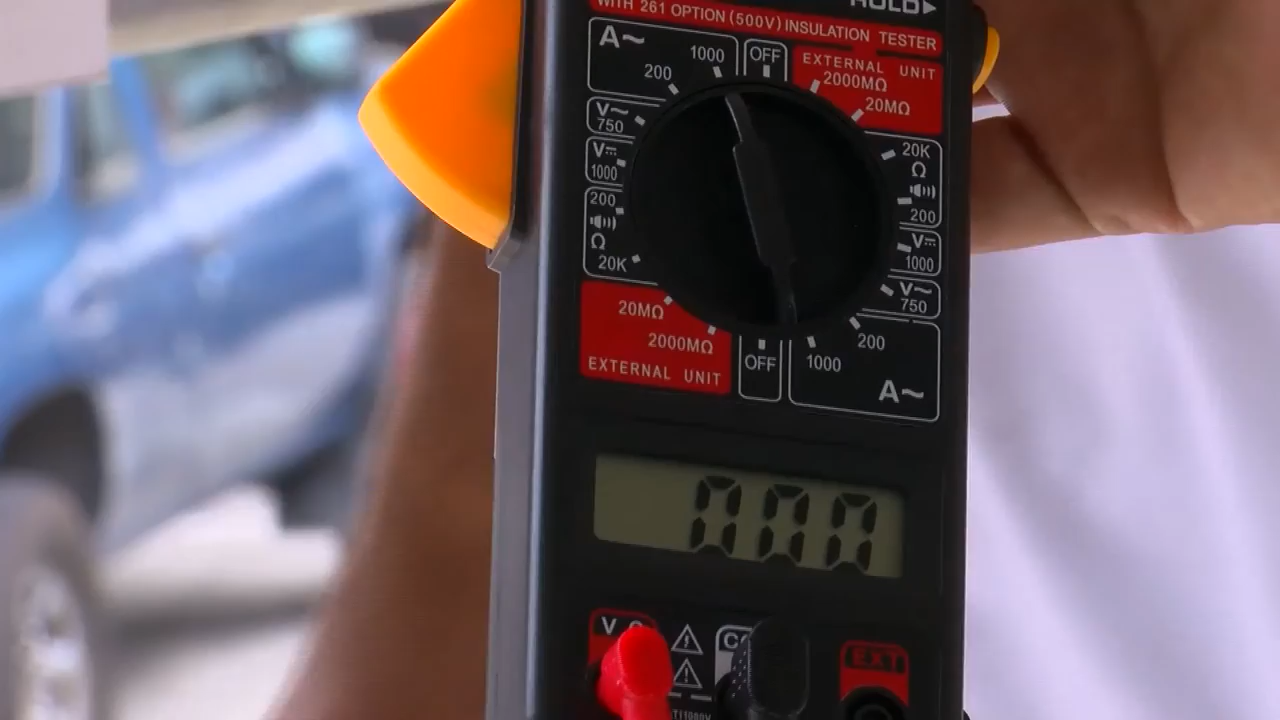 HOLD▶
WITH 261 OPTION (500V) INSULATION TESTER
A~
1000
200
OFF
EXTERNAL UNIT
2000MΩ
20MΩ
V~
750
V⎓
1000
200
Ω
20K
20K
Ω
200
V⎓
1000
V~
750
20MΩ
2000MΩ
EXTERNAL UNIT
OFF
1000
200
A~
000
V
EXT